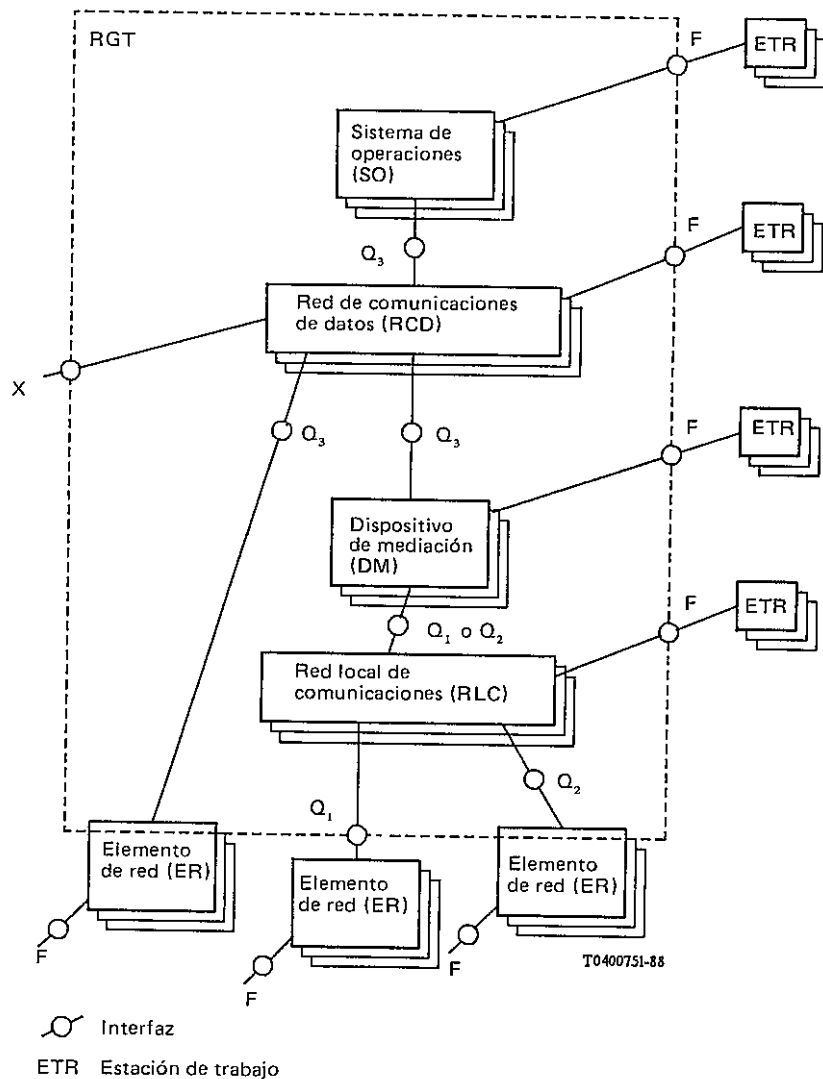 RGT
F
ETR
Sistema de
operaciones
(SO)
Q₃
F
ETR
Red de comunicaciones
de datos (RCD)
X
Q₃
Q₃
F
ETR
Dispositivo
de mediación
(DM)
Q₁ o Q₂
F
ETR
Red local de
comunicaciones (RLC)
Q₁
Q₂
Elemento
de red (ER)
Elemento
de red (ER)
Elemento
de red (ER)
F
F
F
T0400751-88
Interfaz
ETR Estación de trabajo